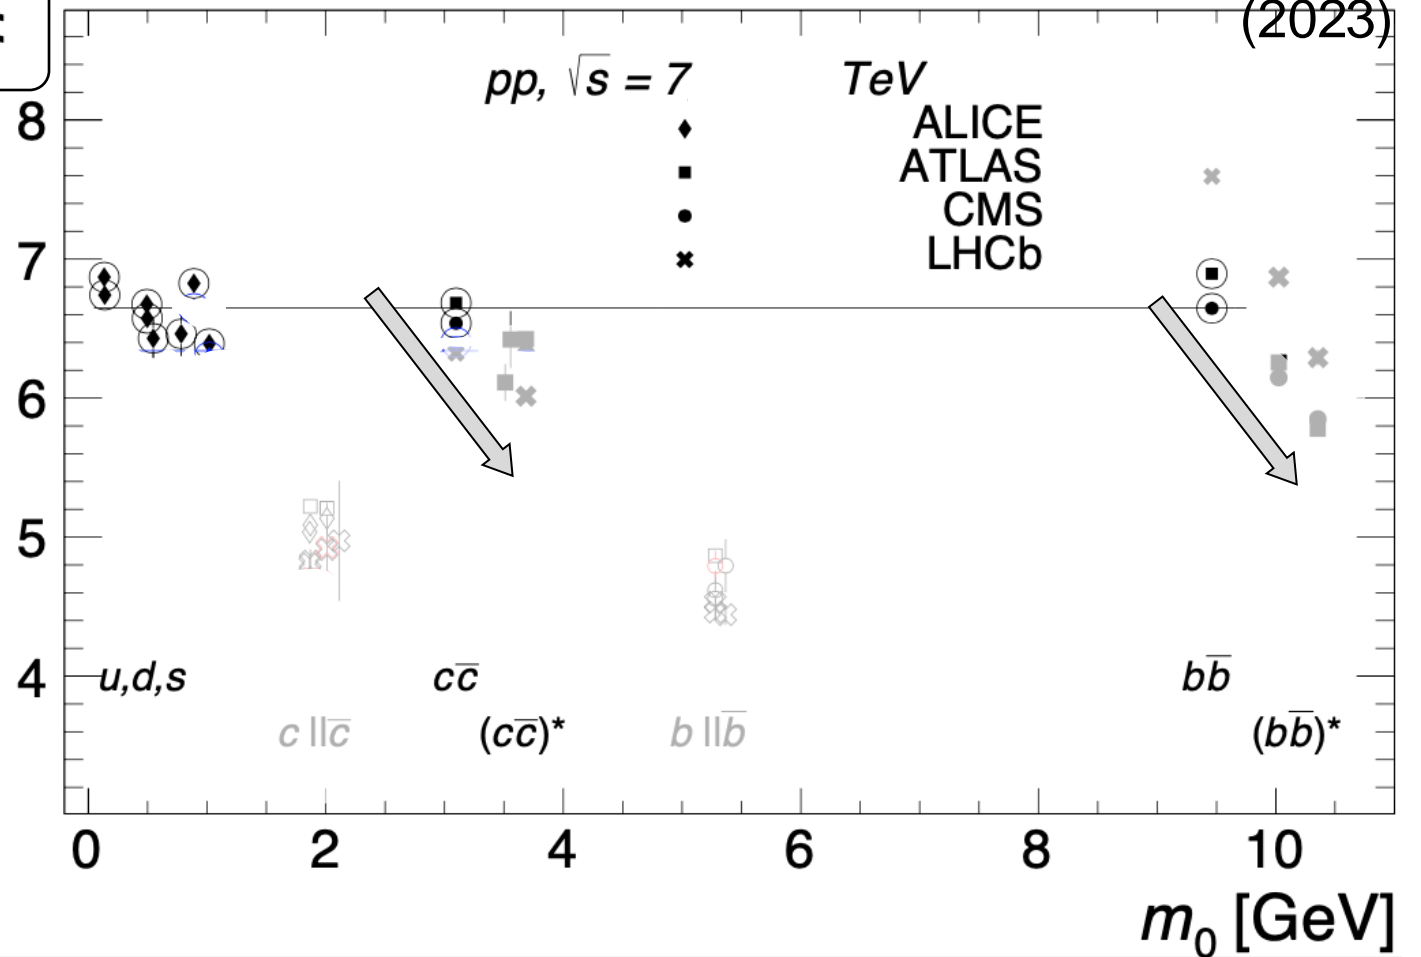 (2023)
pp, √s = 7 TeV
ALICE
ATLAS
CMS
LHCb
8
7
6
5
4
u,d,s
cc̅
bb̅
c ||c̅
(cc̅)*
b ||b̅
(bb̅)*
0 2 4 6 8 10
m₀ [GeV]